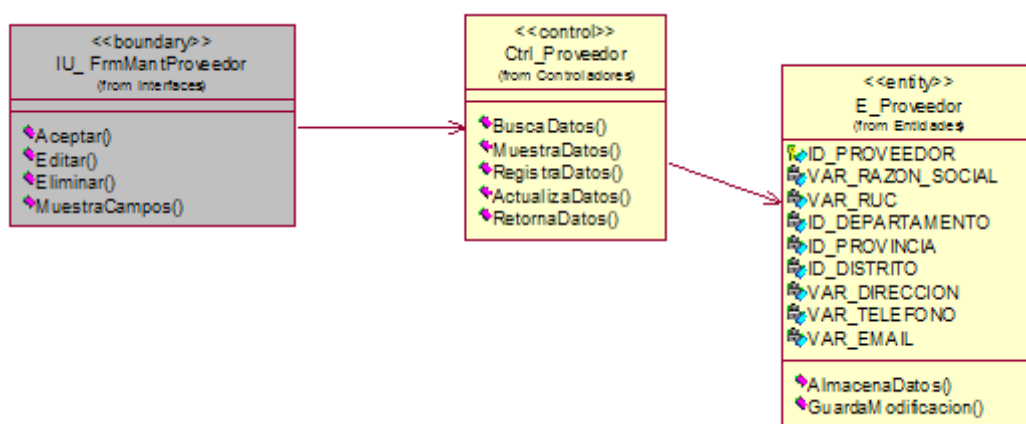 <<boundary>>
IU_ FrmMantProveedor
(from Interfaces)
Aceptar()
Editar()
Eliminar()
MuestraCampos()
<<control>>
Ctrl_Proveedor
(from Controladores)
BuscaDatos()
MuestraDatos()
RegistraDatos()
ActualizaDatos()
RetornaDatos()
<<entity>>
E_Proveedor
(from Entidades)
ID_PROVEEDOR
VAR_RAZON_SOCIAL
VAR_RUC
ID_DEPARTAMENTO
ID_PROVINCIA
ID_DISTRITO
VAR_DIRECCION
VAR_TELEFONO
VAR_EMAIL
AlmacenaDatos()
GuardaModificacion()